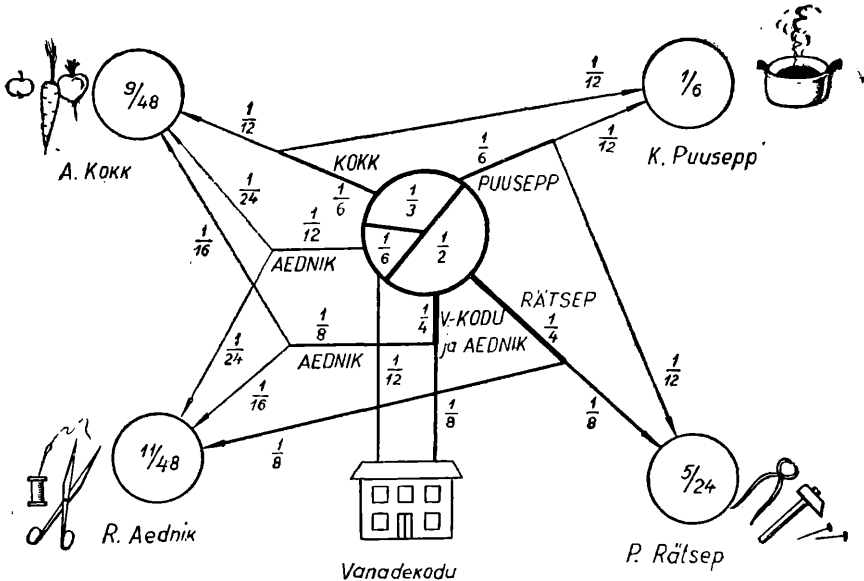 9/48
A. KOKK
1/12
1/12
1/6
K. Puusepp
KOKK
1/6
1/6
PUUSEPP
1/12
1/24
1/12
AEDNIK
1/16
1/3
1/6
1/2
1/4
V.-KODU
ja AEDNIK
RÄTSEP
1/4
1/8
AEDNIK
1/12
1/24
1/16
1/8
1/8
1/8
1/12
11/48
R. Aednik
Vanadekodu
5/24
P. Rätsep